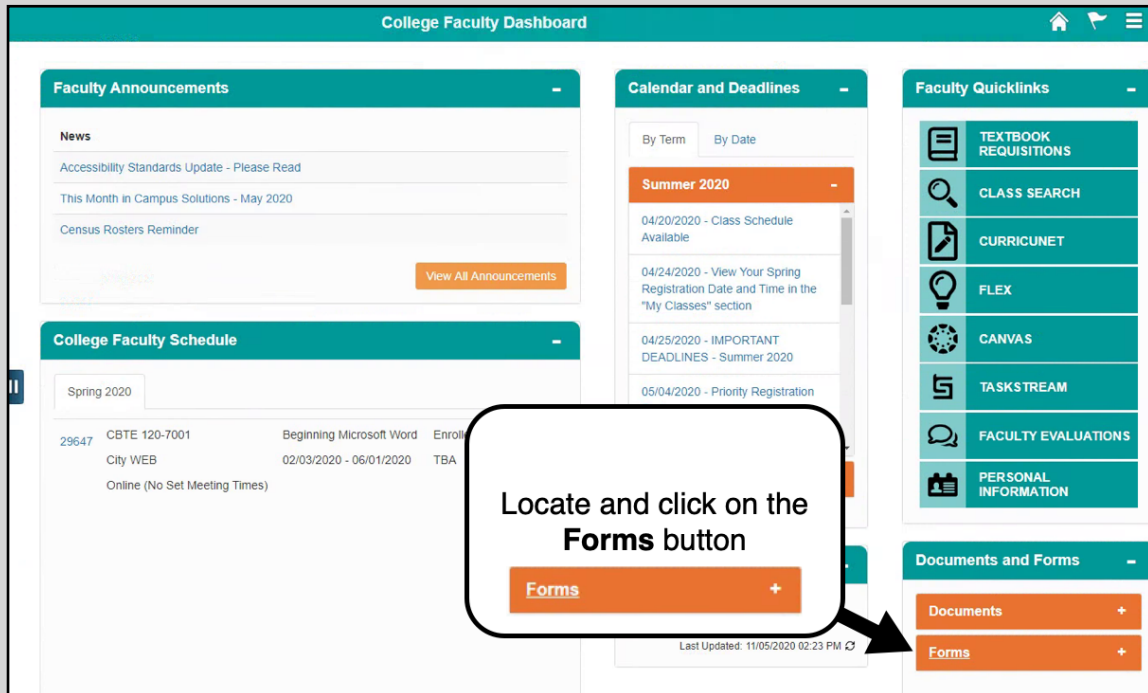 College Faculty Dashboard
Faculty Announcements
News
Accessibility Standards Update - Please Read
This Month in Campus Solutions - May 2020
Census Rosters Reminder
View All Announcements
College Faculty Schedule
Spring 2020
29647 CBTE 120-7001 Beginning Microsoft Word
City WEB 02/03/2020 - 06/01/2020 TBA
Online (No Set Meeting Times)
Calendar and Deadlines
By Term By Date
Summer 2020
04/20/2020 - Class Schedule
Available
04/24/2020 - View Your Spring
Registration Date and Time in the
"My Classes" section
04/25/2020 - IMPORTANT
DEADLINES - Summer 2020
05/04/2020 - Priority Registration
Locate and click on the
Forms button
Forms +
Last Updated: 11/05/2020 02:23 PM
Faculty Quicklinks
TEXTBOOK
REQUISITIONS
CLASS SEARCH
CURRICUNET
FLEX
CANVAS
TASKSTREAM
FACULTY EVALUATIONS
PERSONAL
INFORMATION
Documents and Forms
Documents +
Forms +